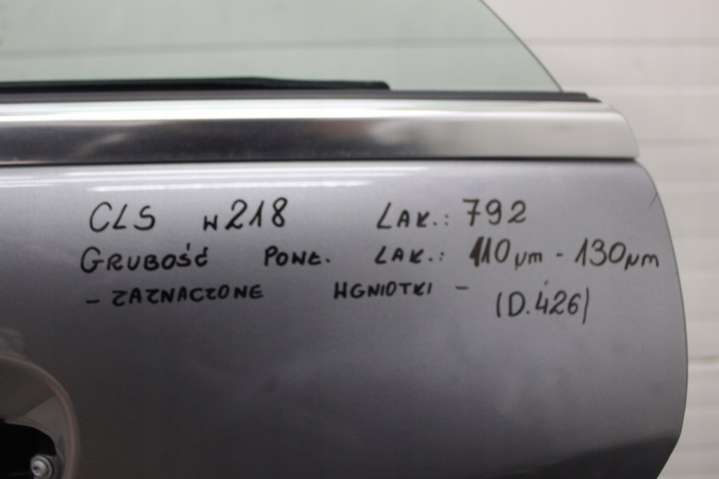 CLS W218 LAK.: 792
GRUBOŚĆ POWŁ. LAK.: 110µm - 130µm
- ZAZNACZONE WGNIOTKI - (D.426)